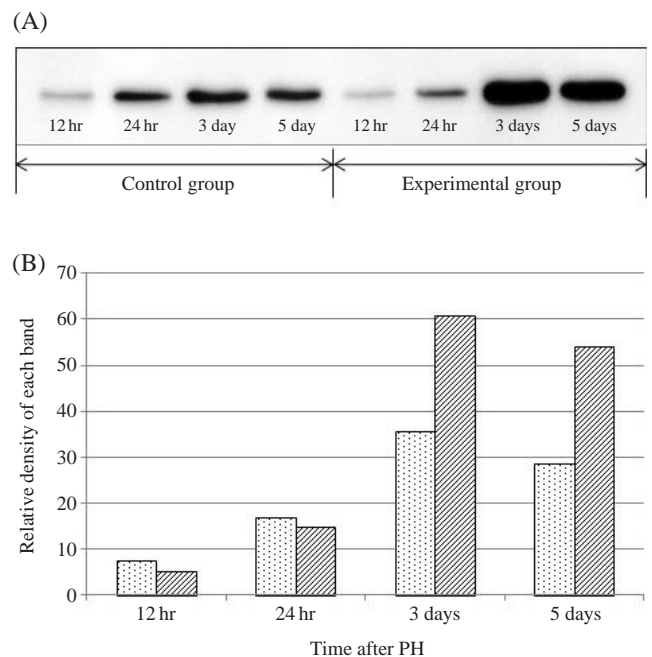 (A)
12 hr 24 hr 3 day 5 day 12 hr 24 hr 3 days 5 days
Control group Experimental group
(B)
70
60
50
40
30
20
10
0
Relative density of each band
12 hr 24 hr 3 days 5 days
Time after PH